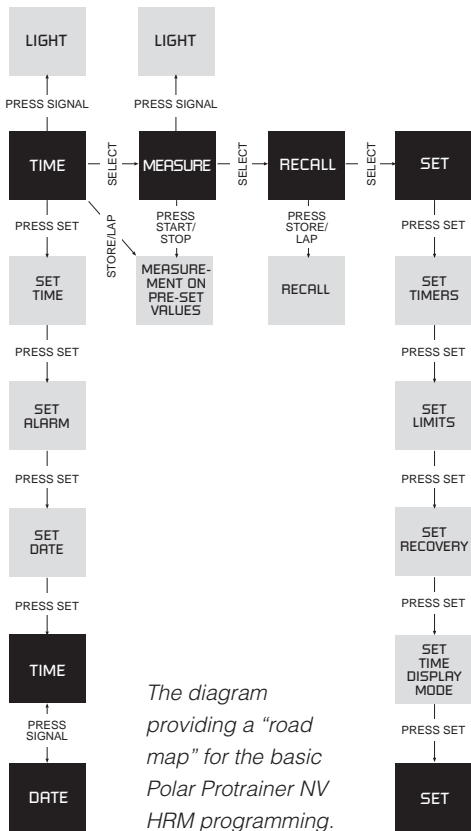 LIGHT
LIGHT
PRESS SIGNAL
PRESS SIGNAL
TIME
SELECT
MEASURE
SELECT
RECALL
SELECT
SET
PRESS SET
STORE/LAP
PRESS
START/
STOP
PRESS
STORE/
LAP
PRESS SET
SET
TIME
MEASURE-
MENT ON
PRE-SET
VALUES
RECALL
SET
TIMERS
PRESS SET
PRESS SET
SET
ALARM
SET
LIMITS
PRESS SET
PRESS SET
SET
DATE
SET
RECOVERY
PRESS SET
PRESS SET
TIME
SET
TIME
DISPLAY
MODE
PRESS
SIGNAL
PRESS SET
DATE
SET
The diagram
providing a “road
map” for the basic
Polar Protrainer NV
HRM programming.